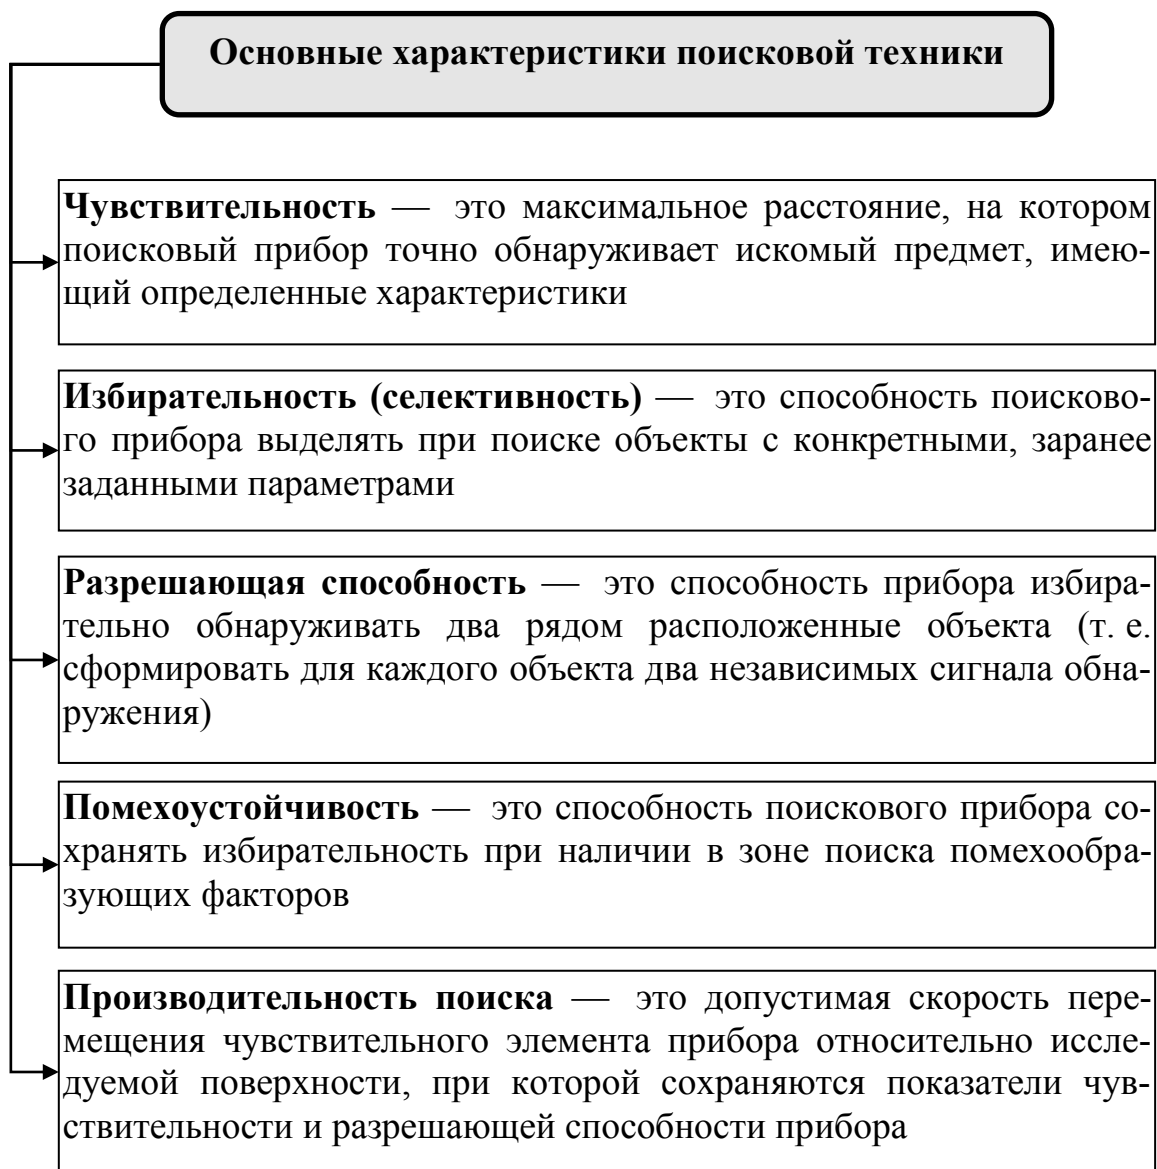 Основные характеристики поисковой техники
Чувствительность — это максимальное расстояние, на котором
поисковый прибор точно обнаруживает искомый предмет, имею-
щий определенные характеристики
Избирательность (селективность) — это способность поисково-
го прибора выделять при поиске объекты с конкретными, заранее
заданными параметрами
Разрешающая способность — это способность прибора избира-
тельно обнаруживать два рядом расположенные объекта (т. е.
сформировать для каждого объекта два независимых сигнала обна-
ружения)
Помехоустойчивость — это способность поискового прибора со-
хранять избирательность при наличии в зоне поиска помехообра-
зующих факторов
Производительность поиска — это допустимая скорость пере-
мещения чувствительного элемента прибора относительно иссле-
дуемой поверхности, при которой сохраняются показатели чув-
ствительности и разрешающей способности прибора